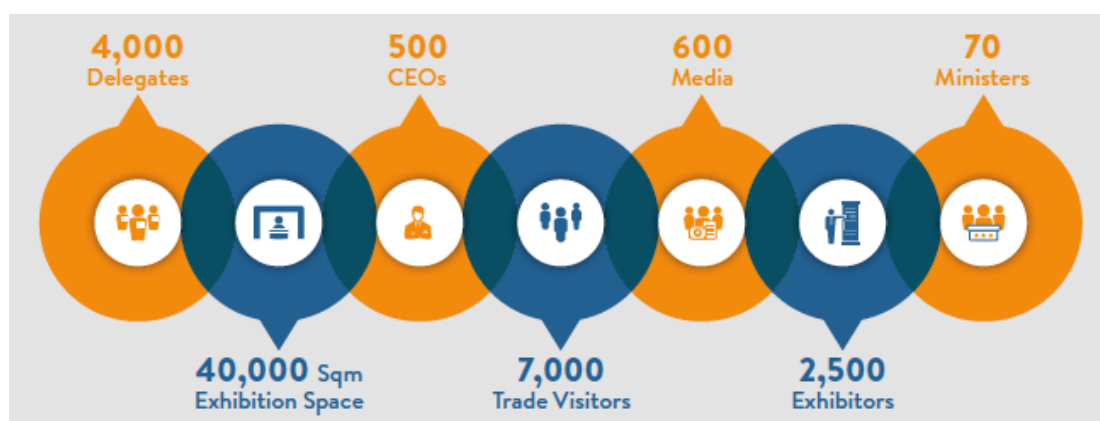 4,000
Delegates
500
CEOs
600
Media
70
Ministers
40,000 Sqm
Exhibition Space
7,000
Trade Visitors
2,500
Exhibitors